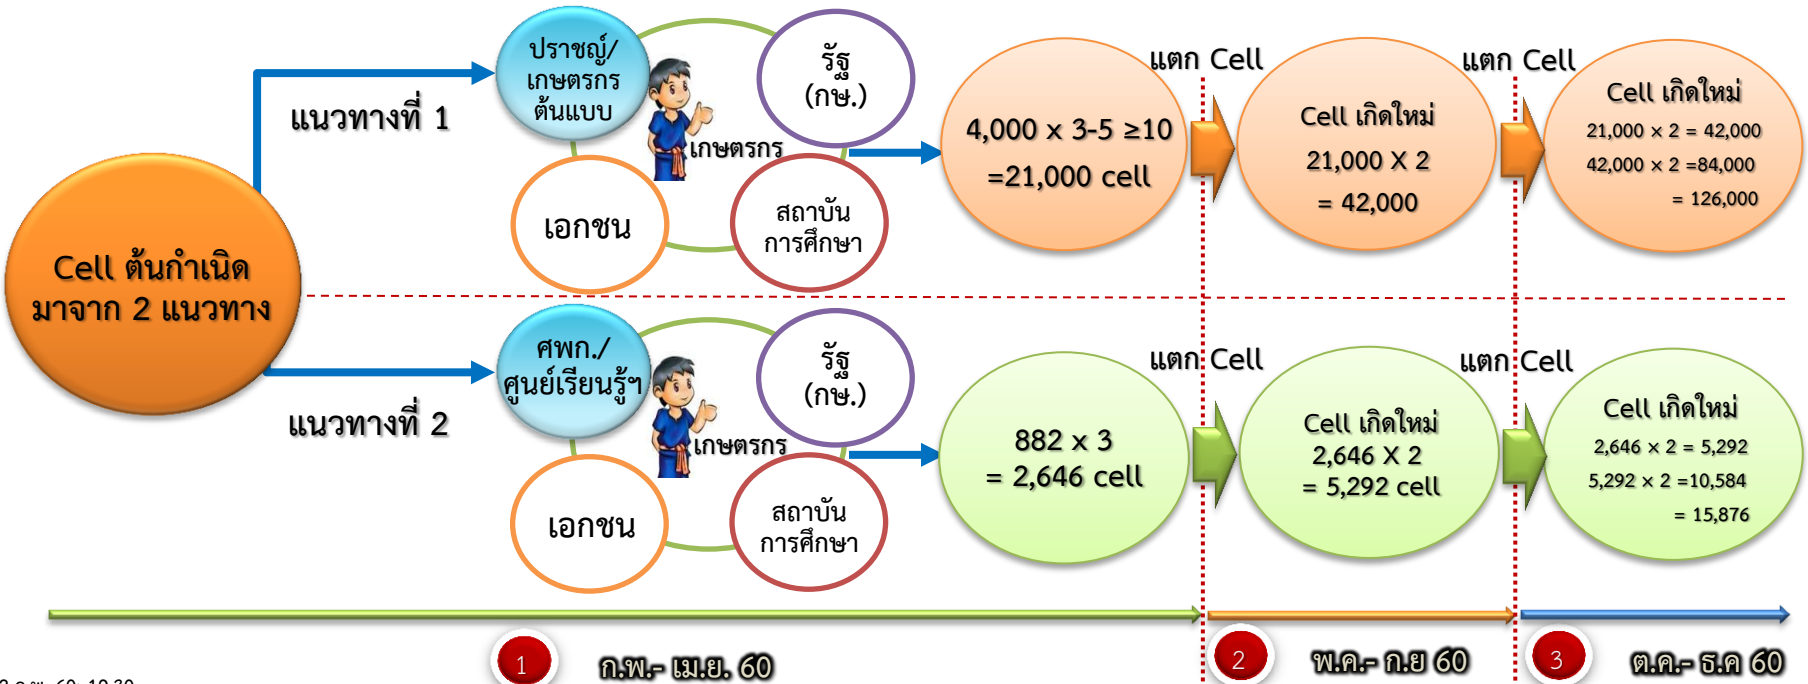 Cell ต้นกำเนิด
มาจาก 2 แนวทาง
แนวทางที่ 1
ปราชญ์/
เกษตรกร
ต้นแบบ
รัฐ
(กษ.)
เกษตรกร
เอกชน
สถาบัน
การศึกษา
4,000 x 3-5 ≥10
=21,000 cell
แตก Cell
Cell เกิดใหม่
21,000 X 2
= 42,000
แตก Cell
Cell เกิดใหม่
21,000 × 2 = 42,000
42,000 × 2 =84,000
= 126,000
แนวทางที่ 2
ศพก./
ศูนย์เรียนรู้ฯ
รัฐ
(กษ.)
เกษตรกร
เอกชน
สถาบัน
การศึกษา
882 x 3
= 2,646 cell
แตก Cell
Cell เกิดใหม่
2,646 X 2
= 5,292 cell
แตก Cell
Cell เกิดใหม่
2,646 × 2 = 5,292
5,292 × 2 =10,584
= 15,876
1
ก.พ.- เม.ย. 60
2
พ.ค.- ก.ย 60
3
ต.ค.- ธ.ค 60